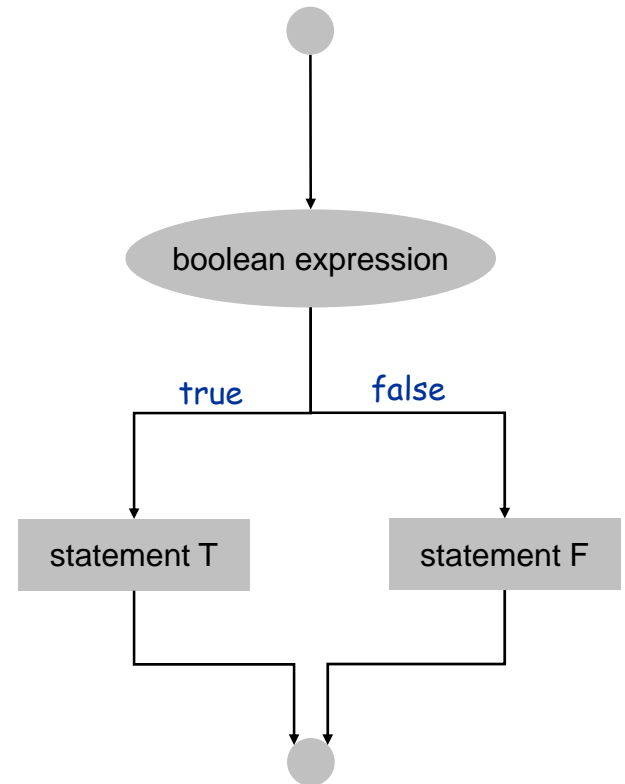 boolean expression
true
false
statement T
statement F